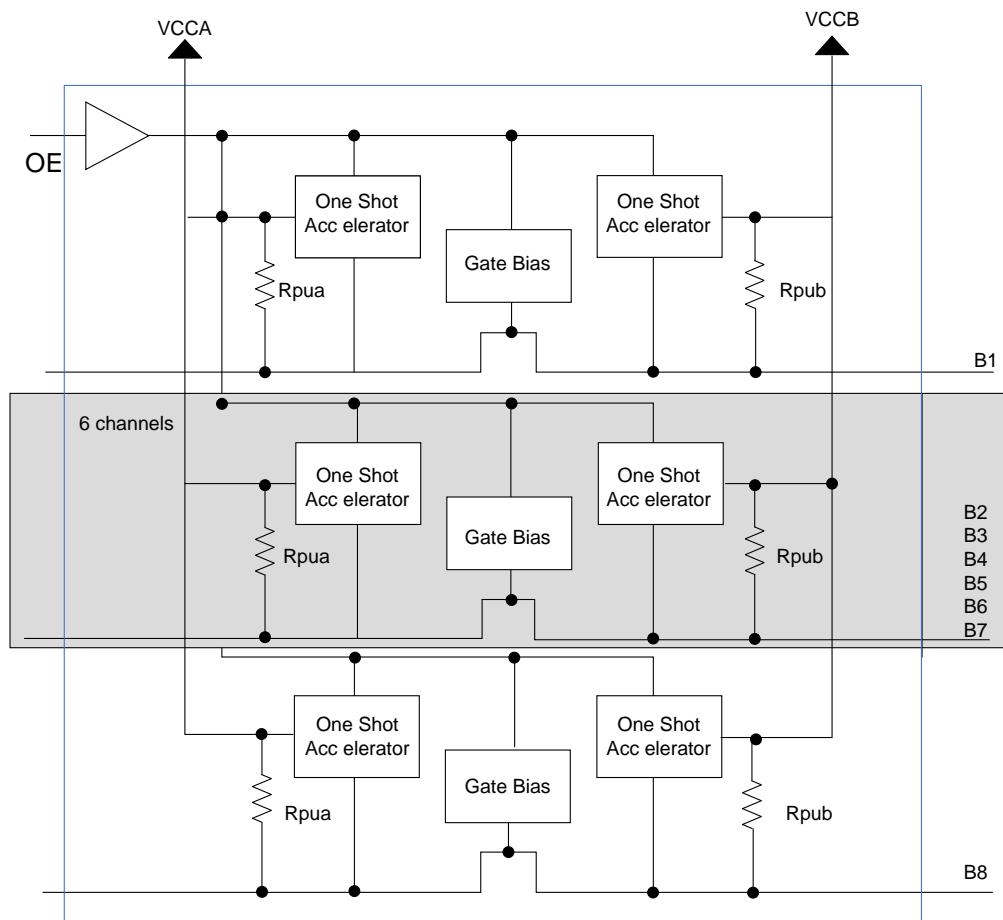 VCCA
VCCB
OE
One Shot
Acc elerator
One Shot
Acc elerator
Gate Bias
Rpua
Rpub
B1
6 channels
One Shot
Acc elerator
One Shot
Acc elerator
Gate Bias
Rpua
Rpub
B2
B3
B4
B5
B6
B7
One Shot
Acc elerator
One Shot
Acc elerator
Gate Bias
Rpua
Rpub
B8